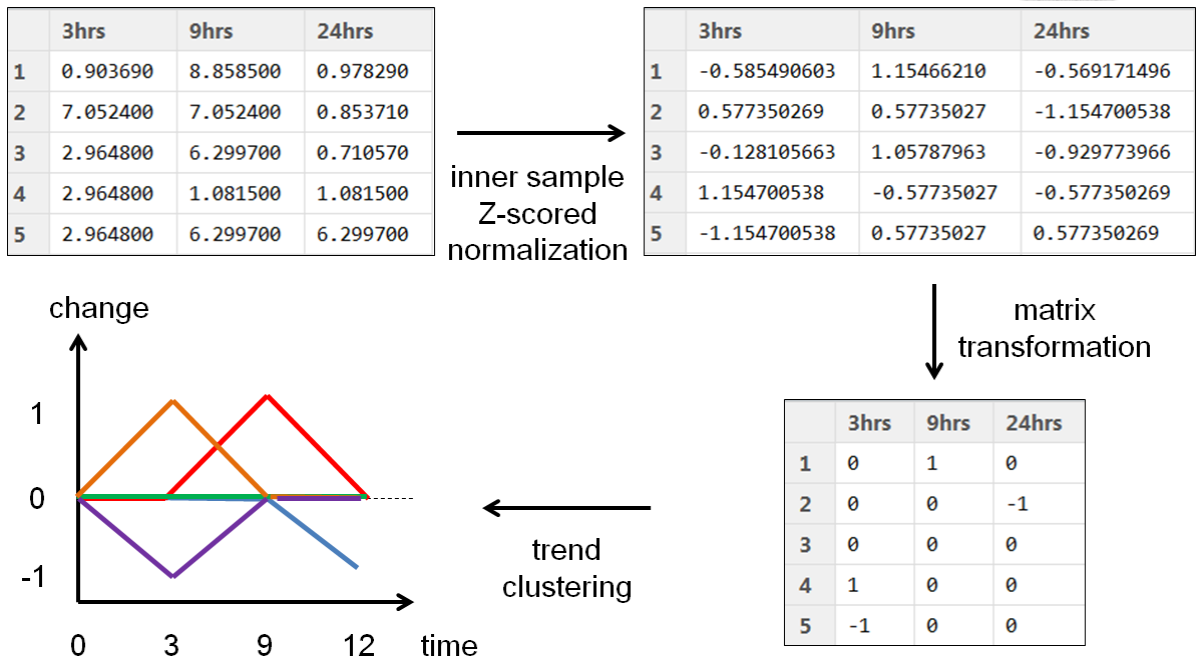 3hrs 9hrs 24hrs
1 0.903690 8.858500 0.978290
2 7.052400 7.052400 0.853710
3 2.964800 6.299700 0.710570
4 2.964800 1.081500 1.081500
5 2.964800 6.299700 6.299700
inner sample
Z-scored
normalization
3hrs 9hrs 24hrs
1 -0.585490603 1.15466210 -0.569171496
2 0.577350269 0.57735027 -1.154700538
3 -0.128105663 1.05787963 -0.929773966
4 1.154700538 -0.57735027 -0.577350269
5 -1.154700538 0.57735027 0.577350269
matrix
transformation
3hrs 9hrs 24hrs
1 0 1 0
2 0 0 -1
3 0 0 0
4 1 0 0
5 -1 0 0
trend
clustering
change
1
0
-1
0 3 9 12 time